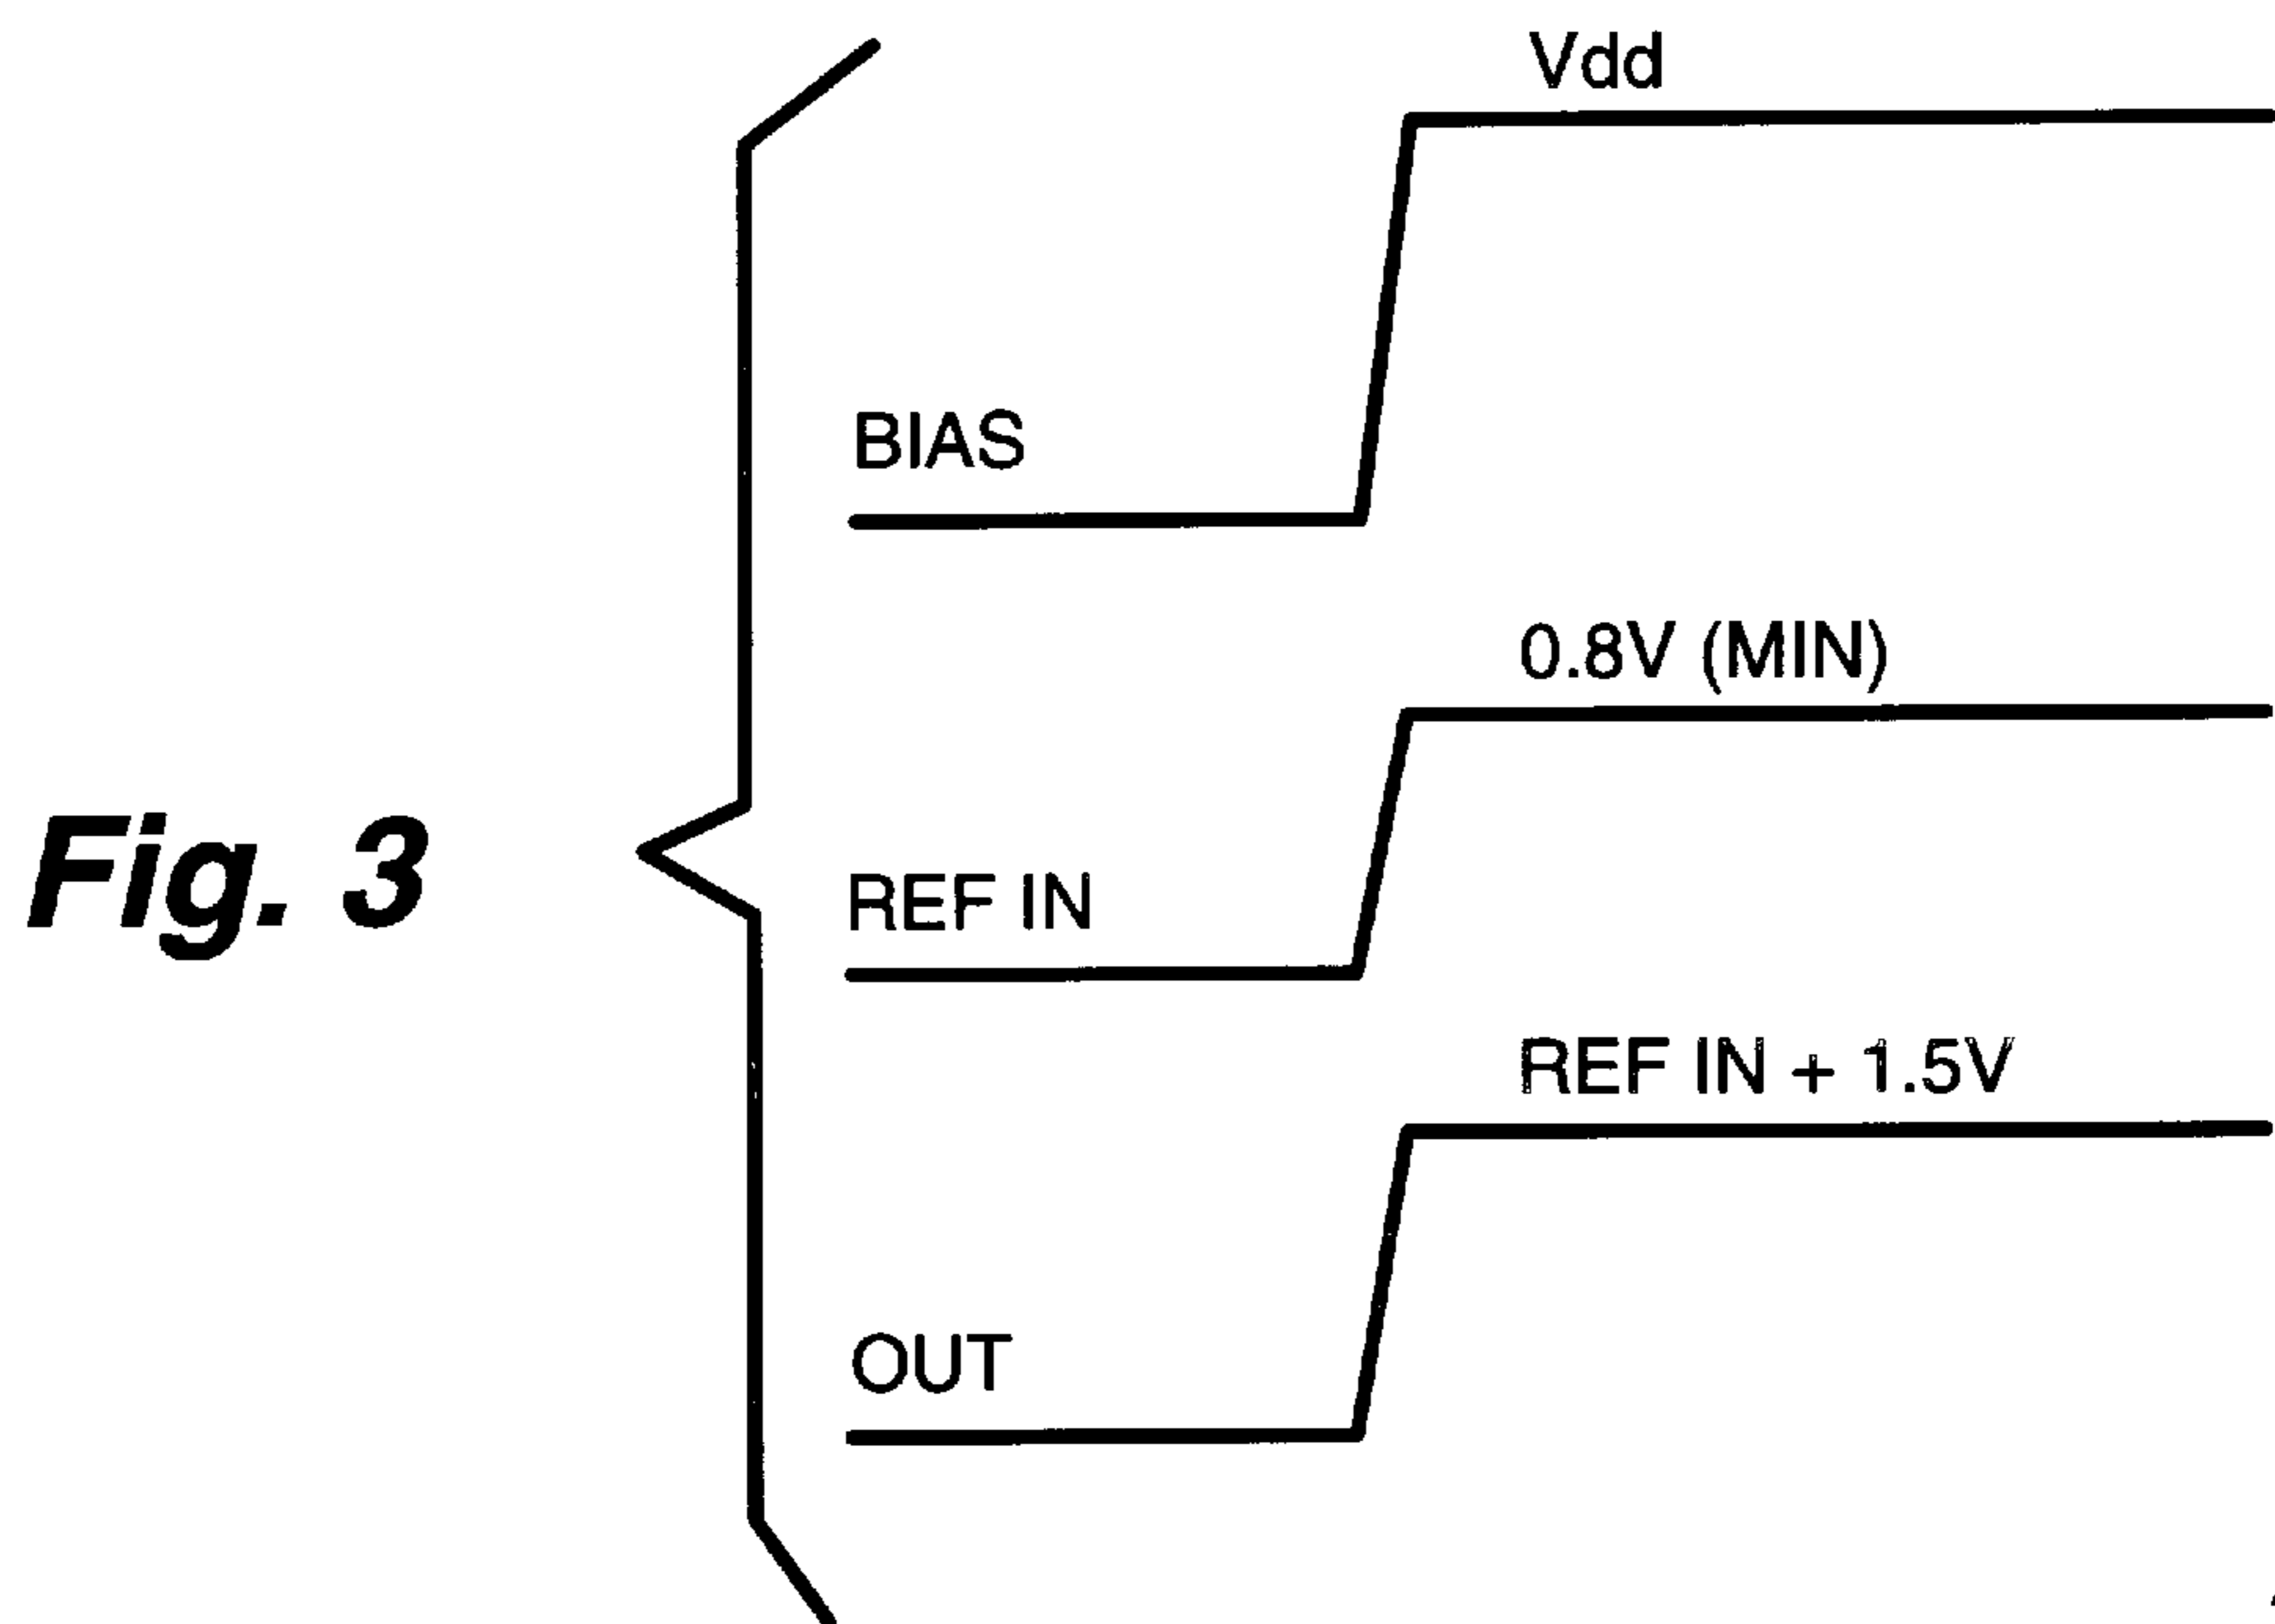 Vdd
BIAS
0.8V (MIN)
Fig. 3
REF IN
REF IN + 1.5V
OUT